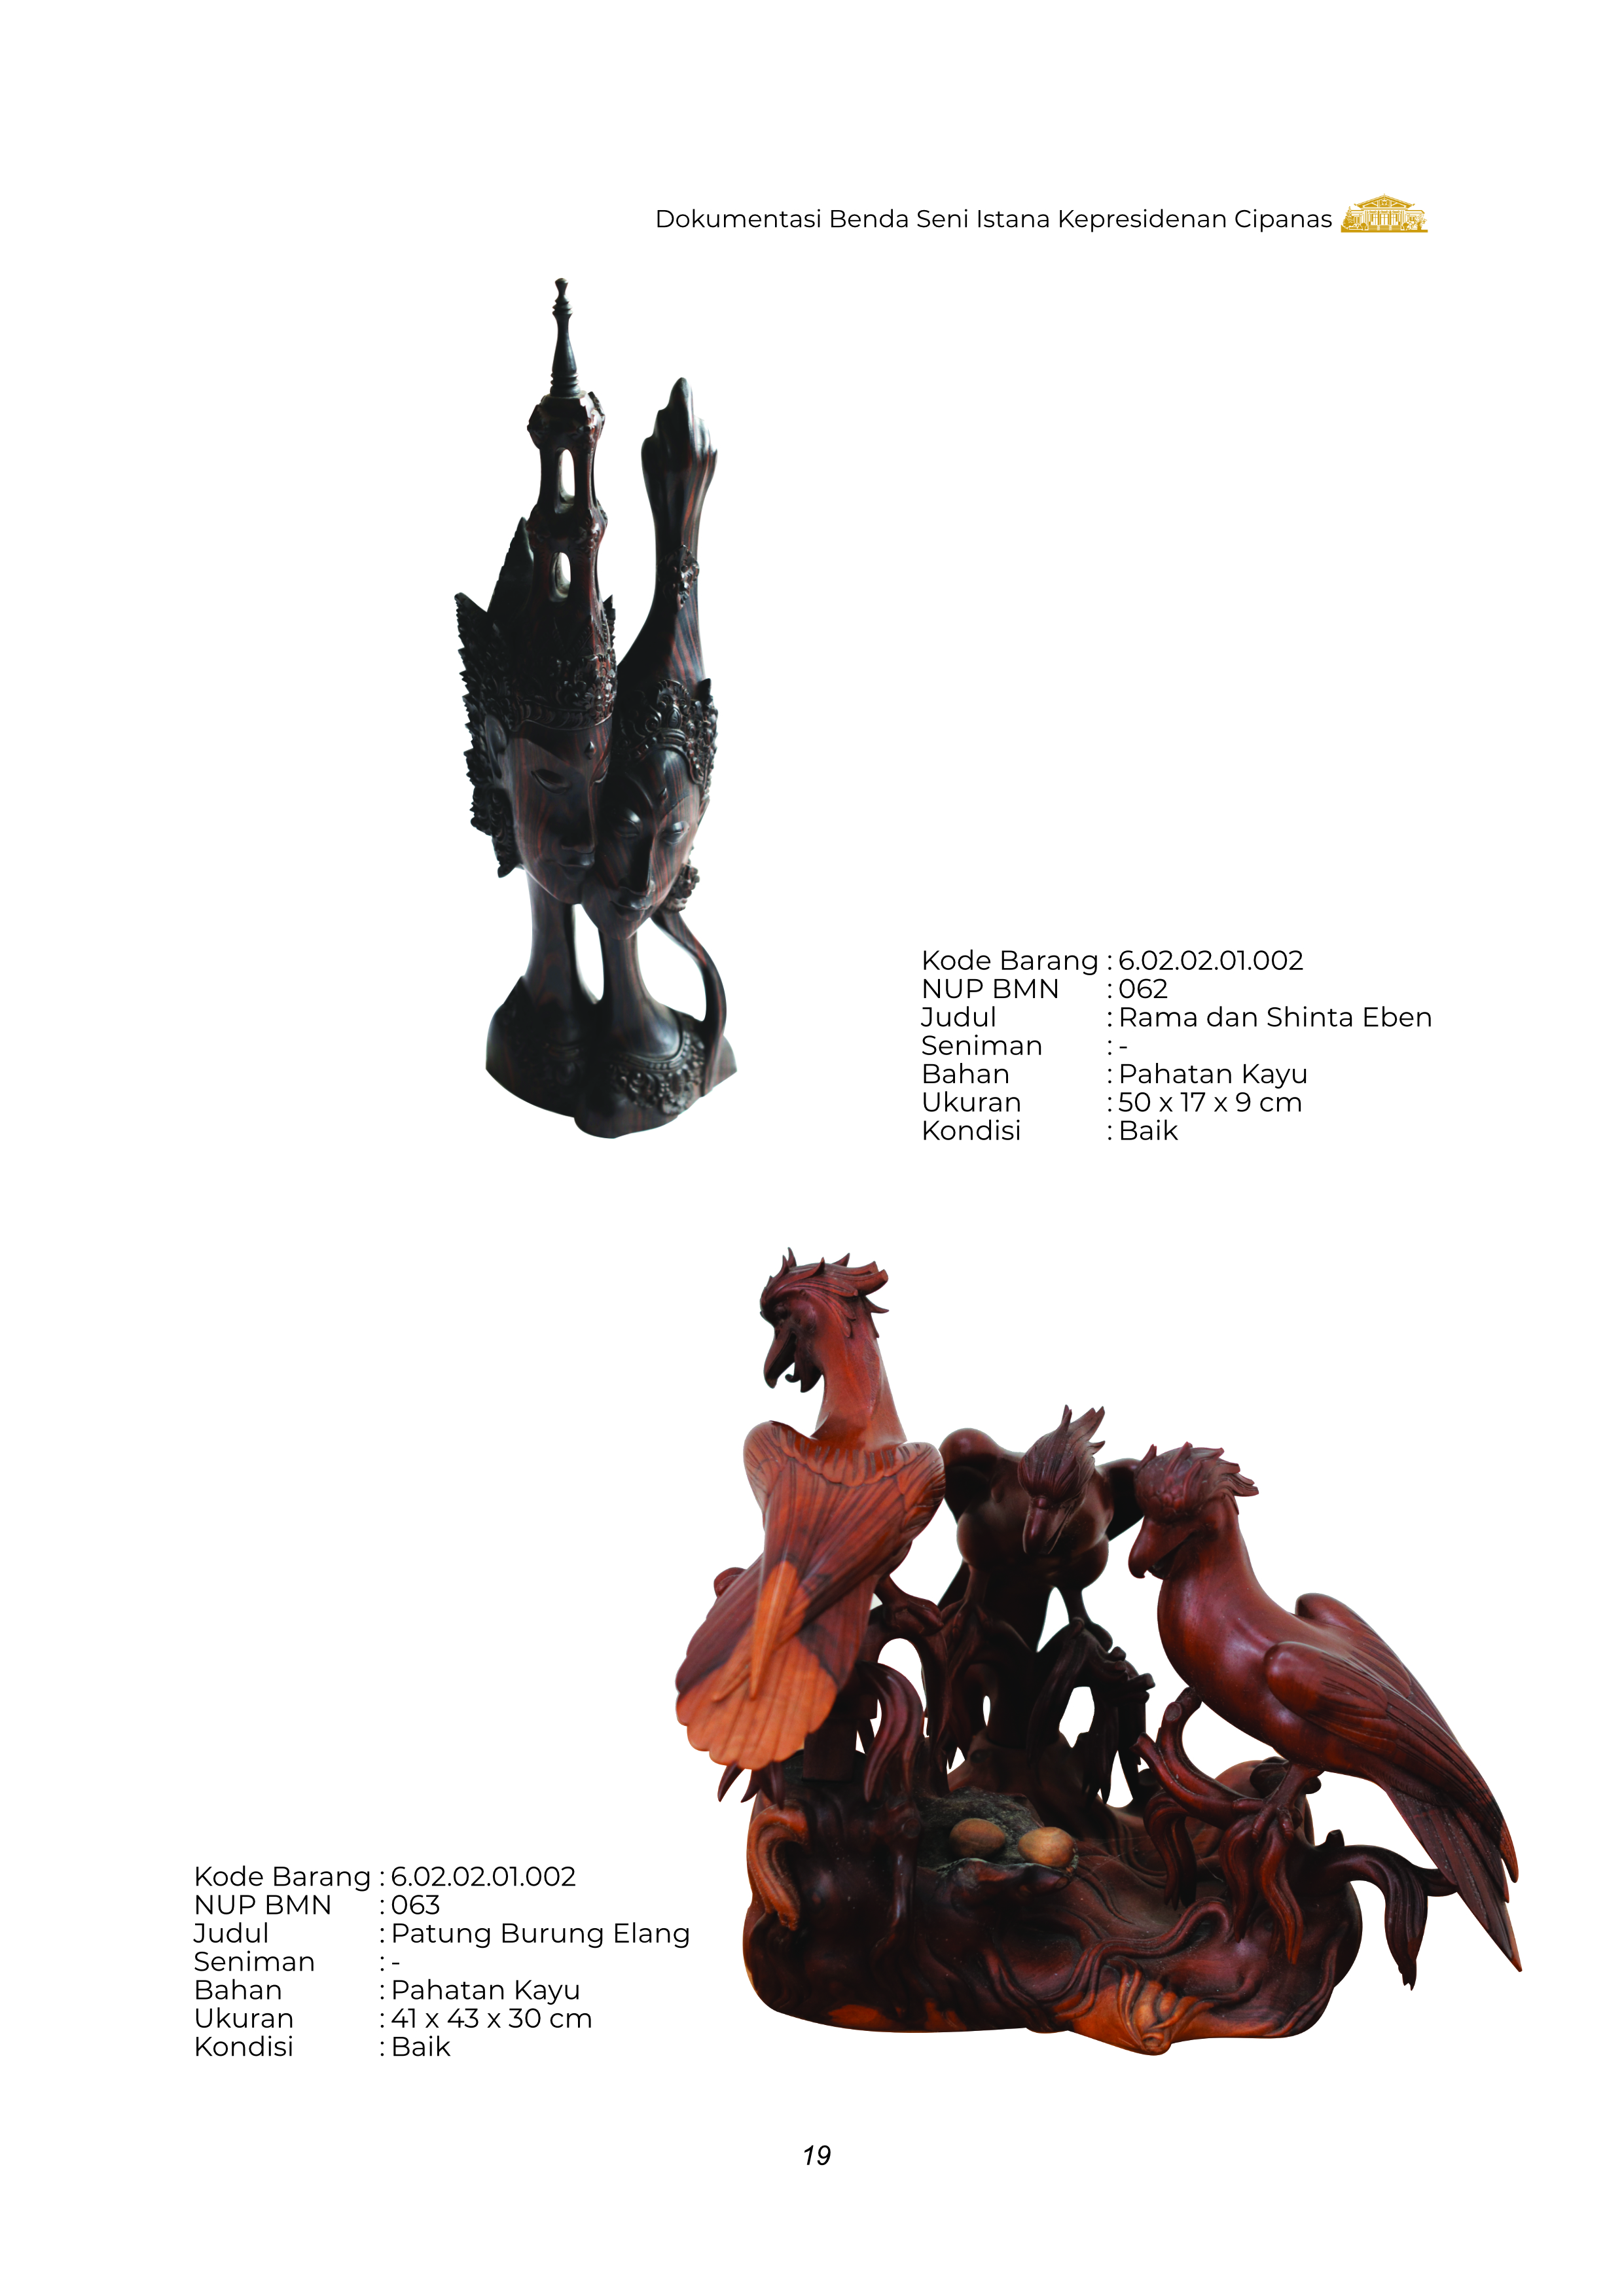 Dokumentasi Benda Seni Istana Kepresidenan Cipanas
Kode Barang : 6.02.02.01.002
NUP BMN : 062
Judul : Rama dan Shinta Eben
Seniman : -
Bahan : Pahatan Kayu
Ukuran : 50 x 17 x 9 cm
Kondisi : Baik
Kode Barang : 6.02.02.01.002
NUP BMN : 063
Judul : Patung Burung Elang
Seniman : -
Bahan : Pahatan Kayu
Ukuran : 41 x 43 x 30 cm
Kondisi : Baik
19